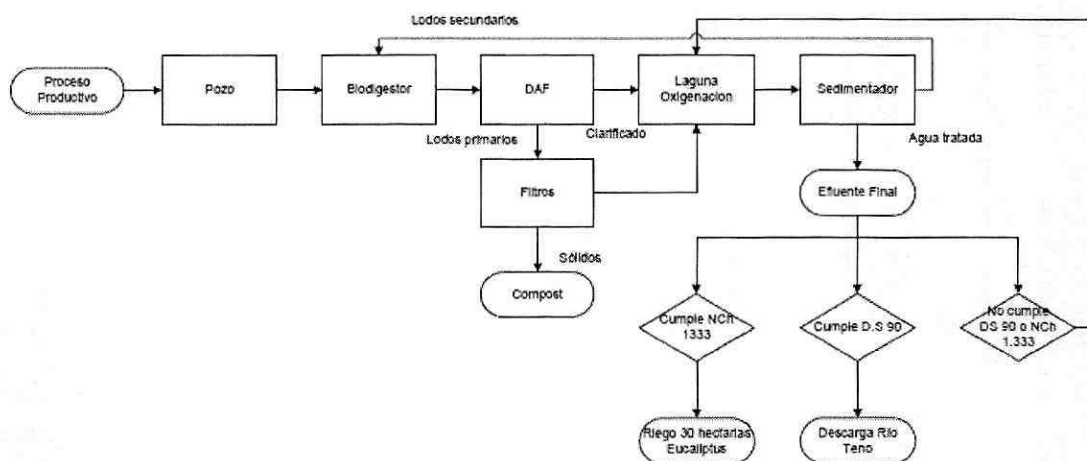 Lodos secundarios
Proceso
Productivo
Pozo
Biodigestor
DAF
Laguna
Oxigenacion
Sedimentador
Lodos primarios
Clarificado
Agua tratada
Filtros
Efluente Final
Sólidos
Compost
Cumple NCh
1333
Cumple D.S 90
No cumple
DS 90 o NCh
1.333
Riego 30 hectarias
Eucaliptus
Descarga Río
Teno